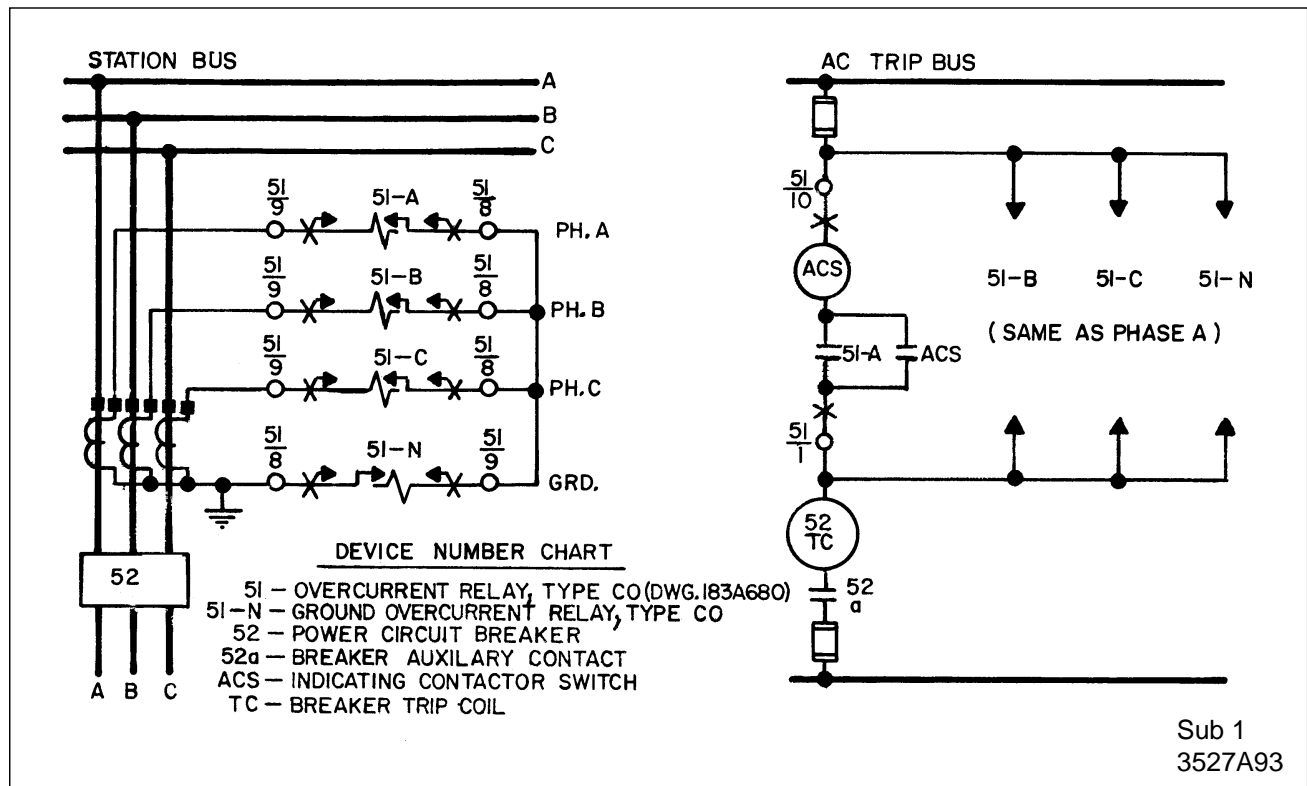 STATION BUS
A
B
C
51
9
51-A
51
8
PH. A
51
9
51-B
51
8
PH. B
51
9
51-C
51
8
PH. C
51
8
51-N
51
9
GRD.
52
A B C
AC TRIP BUS
51
10
ACS
51-A
ACS
51-B 51-C 51-N
(SAME AS PHASE A)
51
1
52
TC
52
a
DEVICE NUMBER CHART
51 — OVERCURRENT RELAY, TYPE CO (DWG. 183A680)
51-N — GROUND OVERCURRENT RELAY, TYPE CO
52 — POWER CIRCUIT BREAKER
52a — BREAKER AUXILARY CONTACT
ACS — INDICATING CONTACTOR SWITCH
TC — BREAKER TRIP COIL
Sub 1
3527A93